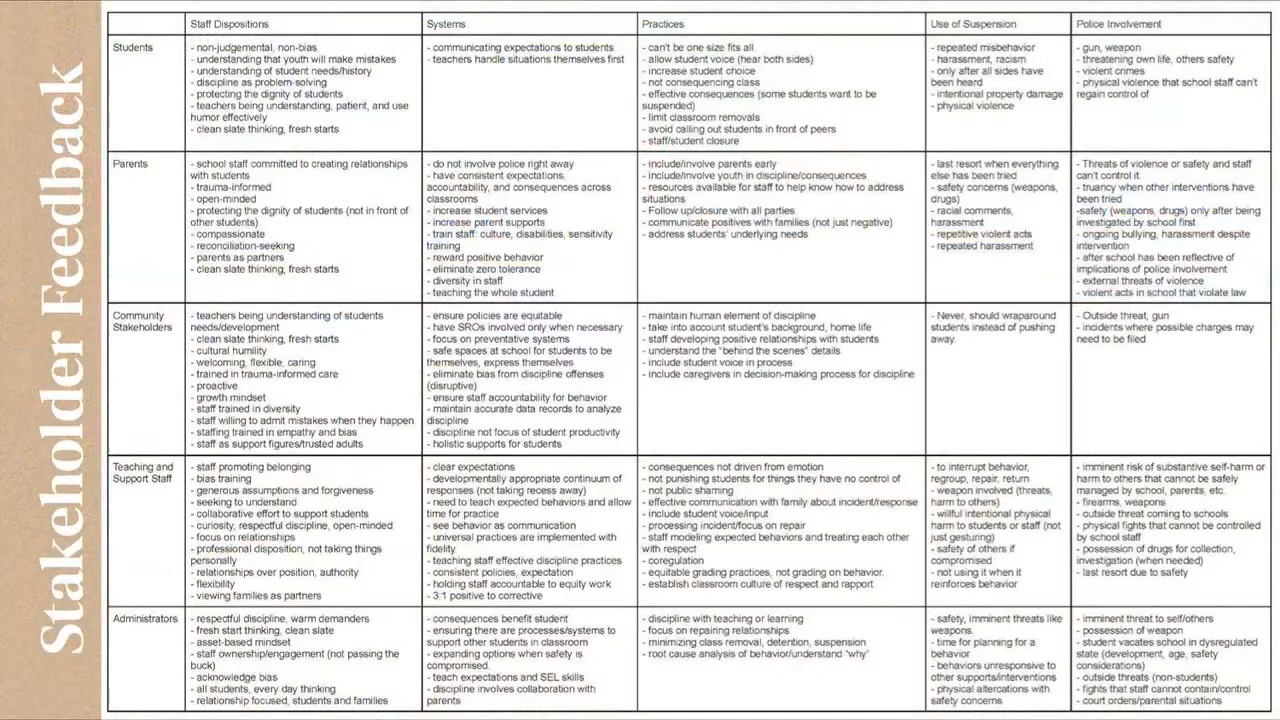 Stakeholder Feedback
Staff Dispositions
Systems
Practices
Use of Suspension
Police Involvement
Students
- non-judgemental, non-bias
- understanding that youth will make mistakes
- understanding of student needs/history
- discipline as problem-solving
- protecting the dignity of students
- teachers being understanding, patient, and use
humor effectively
- clean slate thinking, fresh starts
- communicating expectations to students
- teachers handle situations themselves first
- can't be one size fits all.
- allow student voice (hear both sides)
- increase student choice
- not consequencing class
- effective consequences (some students want to be
suspended)
- limit classroom removals
- avoid calling out students in front of peers
- staff/student closure
- repeated misbehavior
- harassment, racism
- only after all sides have
been heard
- intentional property damage
- physical violence
- gun, weapon
- threatening own life, others safety
- violent crimes
- physical violence that school staff can't
regain control of
Parents
- school staff committed to creating relationships
with students
- trauma-informed
- open-minded
- protecting the dignity of students (not in front of
other students)
- compassionate
- reconciliation-seeking
- parents as partners
- clean slate thinking, fresh starts
- do not involve police right away
- have consistent expectations,
accountability, and consequences across
classrooms
- increase student services
- increase parent supports
- train staff: culture, disabilities, sensitivity
training
- reward positive behavior
- eliminate zero tolerance
- diversity in staff
- teaching the whole student
- include/involve parents early
- include/involve youth in discipline/consequences
- resources available for staff to help know how to address
situations
- Follow up/closure with all parties
- communicate positives with families (not just negative)
- address students' underlying needs
- last resort when everything
else has been tried
- safety concerns (weapons,
drugs)
- racial comments,
harassment
- repetitive violent acts
- repeated harassment
- Threats of violence or safety and staff
can't control it.
- truancy when other interventions have
been tried
-safety (weapons, drugs) only after being
investigated by school first
- ongoing bullying, harassment despite
intervention
- after school has been reflective of
implications of police involvement
- external threats of violence
- violent acts in school that violate law
Community
Stakeholders
- teachers being understanding of students
needs/development
- clean slate thinking, fresh starts
- cultural humility
- welcoming, flexible, caring
- trained in trauma-informed care
- proactive
- growth mindset
- staff trained in diversity
- staff willing to admit mistakes when they happen
- staffing trained in empathy and bias
- staff as support figures/trusted adults
- ensure policies are equitable
- have SROs involved only when necessary
- focus on preventative systems
- safe spaces at school for students to be
themselves, express themselves
- eliminate bias from discipline offenses
(disruptive)
- ensure staff accountability for behavior
- maintain accurate data records to analyze
discipline
- discipline not focus of student productivity
- holistic supports for students
- maintain human element of discipline
- take into account student's background, home life
- staff developing positive relationships with students
- understand the "behind the scenes" details
- include student voice in process
- include caregivers in decision-making process for discipline
- Never, should wraparound
students instead of pushing
away.
- Outside threat, gun
- incidents where possible charges may
need to be filed
Teaching and
Support Staff
- staff promoting belonging
- bias training
- generous assumptions and forgiveness
- seeking to understand
- collaborative effort to support students
- curiosity, respectful discipline, open-minded
- focus on relationships
- professional disposition, not taking things
personally
- relationships over position, authority
- flexibility
- viewing families as partners
- clear expectations
- developmentally appropriate continuum of
responses (not taking recess away)
- need to teach expected behaviors and allow
time for practice
- see behavior as communication
- universal practices are implemented with
fidelity.
- teaching staff effective discipline practices
- consistent policies, expectation
- holding staff accountable to equity work
- 3:1 positive to corrective
- consequences not driven from emotion
- not punishing students for things they have no control of
- not public shaming
- effective communication with family about incident/response
- include student voice/input
- processing incident/focus on repair
- staff modeling expected behaviors and treating each other
with respect
- coregulation
- equitable grading practices, not grading on behavior.
- establish classroom culture of respect and rapport
- to interrupt behavior,
regroup, repair, return
- weapon involved (threats,
harm to others)
- willful intentional physical
harm to students or staff (not
just gesturing)
- safety of others if
compromised
- not using it when it
reinforces behavior
- imminent risk of substantive self-harm or
harm to others that cannot be safely
managed by school, parents, etc.
- firearms, weapons
- outside threat coming to schools
- physical fights that cannot be controlled
by school staff
- possession of drugs for collection,
investigation (when needed)
- last resort due to safety
Administrators
- respectful discipline, warm demanders
- fresh start thinking, clean slate
- asset-based mindset
- staff ownership/engagement (not passing the
buck)
- acknowledge bias
- all students, every day thinking
- relationship focused, students and families
- consequences benefit student
- ensuring there are processes/systems to
support other students in classroom
- expanding options when safety is
compromised.
- teach expectations and SEL skills
- discipline involves collaboration with
parents
- discipline with teaching or learning
- focus on repairing relationships
- minimizing class removal, detention, suspension
- root cause analysis of behavior/understand "why"
- safety, imminent threats like
weapons.
- time for planning for a
behavior
- behaviors unresponsive to
other supports/interventions
- physical altercations with
safety concerns
- imminent threat to self/others
- possession of weapon
- student vacates school in dysregulated
state (development, age, safety
considerations)
- outside threats (non-students)
- fights that staff cannot contain/control
- court orders/parental situations